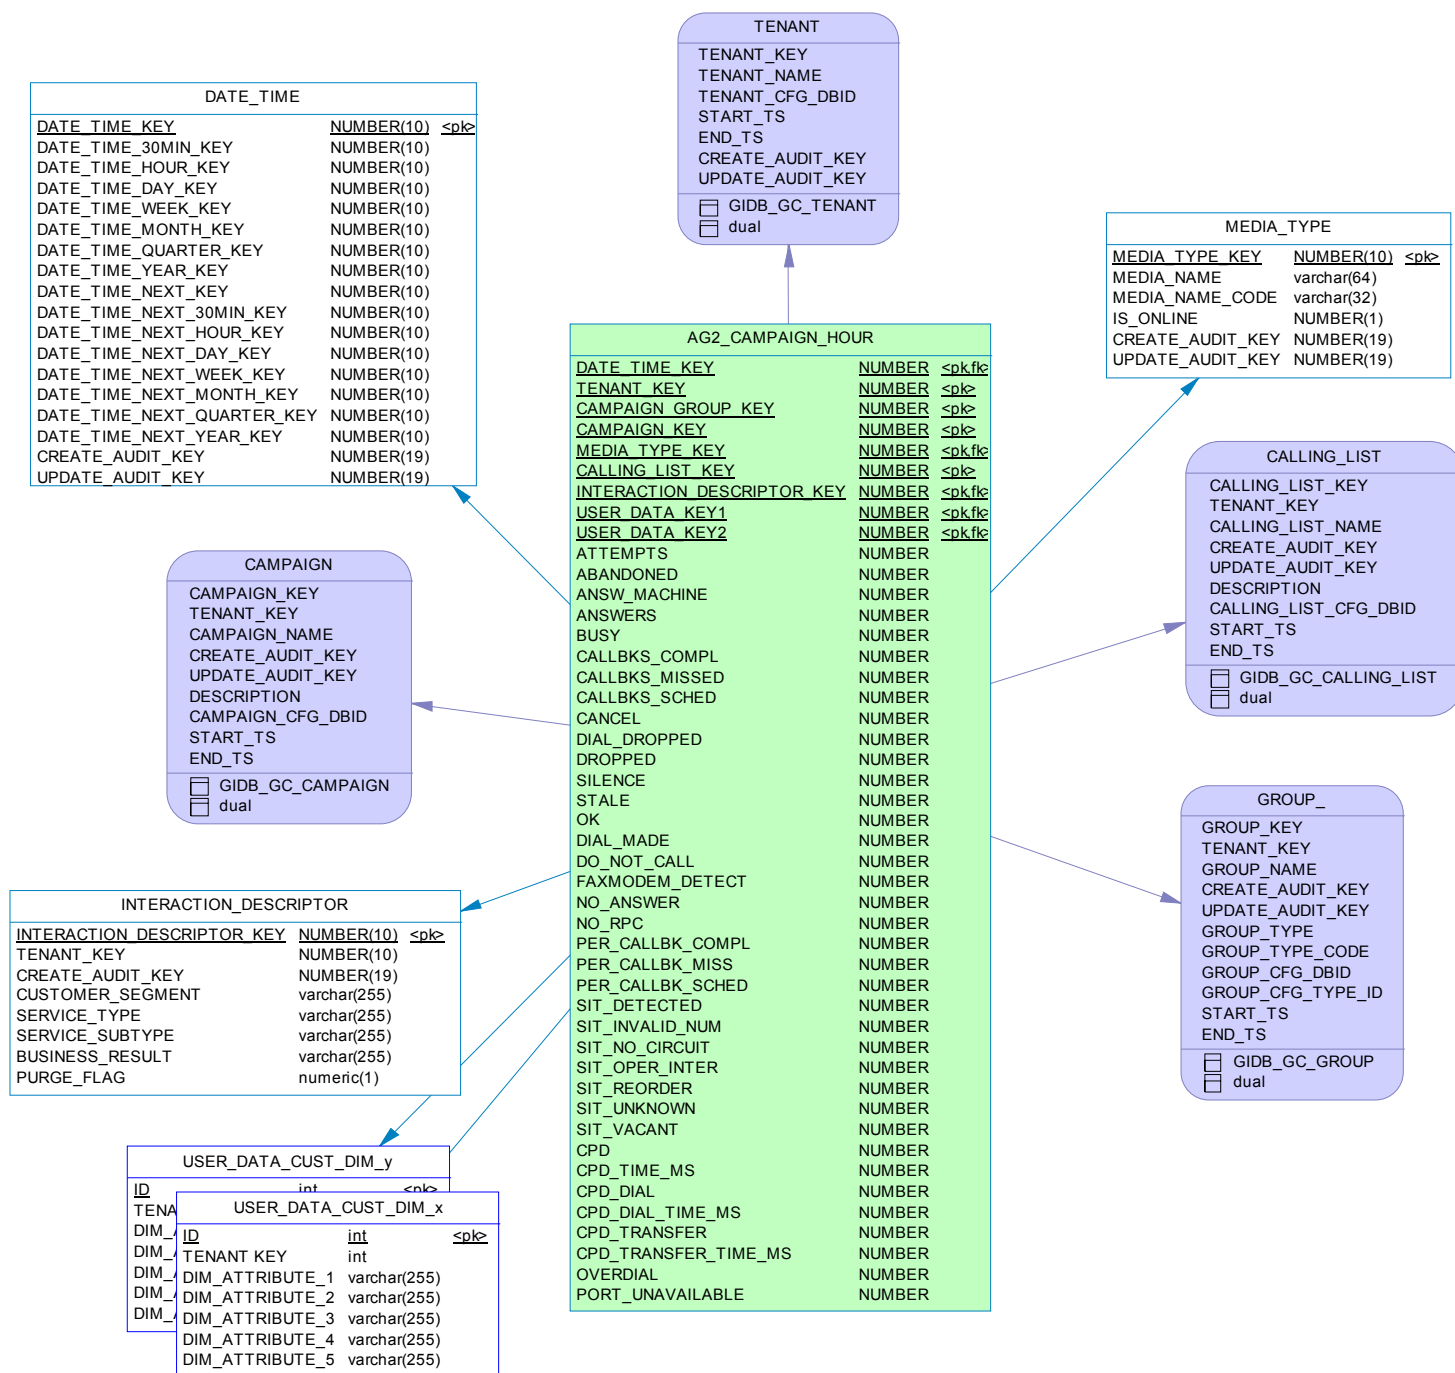 TENANT
TENANT_KEY
TENANT_NAME
TENANT_CFG_DBID
START_TS
END_TS
CREATE_AUDIT_KEY
UPDATE_AUDIT_KEY
GIDB_GC_TENANT
dual
DATE_TIME
DATE_TIME_KEY NUMBER(10) <pk>
DATE_TIME_30MIN_KEY NUMBER(10)
DATE_TIME_HOUR_KEY NUMBER(10)
DATE_TIME_DAY_KEY NUMBER(10)
DATE_TIME_WEEK_KEY NUMBER(10)
DATE_TIME_MONTH_KEY NUMBER(10)
DATE_TIME_QUARTER_KEY NUMBER(10)
DATE_TIME_YEAR_KEY NUMBER(10)
DATE_TIME_NEXT_KEY NUMBER(10)
DATE_TIME_NEXT_30MIN_KEY NUMBER(10)
DATE_TIME_NEXT_HOUR_KEY NUMBER(10)
DATE_TIME_NEXT_DAY_KEY NUMBER(10)
DATE_TIME_NEXT_WEEK_KEY NUMBER(10)
DATE_TIME_NEXT_MONTH_KEY NUMBER(10)
DATE_TIME_NEXT_QUARTER_KEY NUMBER(10)
DATE_TIME_NEXT_YEAR_KEY NUMBER(10)
CREATE_AUDIT_KEY NUMBER(19)
UPDATE_AUDIT_KEY NUMBER(19)
MEDIA_TYPE
MEDIA_TYPE_KEY NUMBER(10) <pk>
MEDIA_NAME varchar(64)
MEDIA_NAME_CODE varchar(32)
IS_ONLINE NUMBER(1)
CREATE_AUDIT_KEY NUMBER(19)
UPDATE_AUDIT_KEY NUMBER(19)
AG2_CAMPAIGN_HOUR
DATE_TIME_KEY NUMBER <pk,fk>
TENANT_KEY NUMBER <pk>
CAMPAIGN_GROUP_KEY NUMBER <pk>
CAMPAIGN_KEY NUMBER <pk>
MEDIA_TYPE_KEY NUMBER <pk,fk>
CALLING_LIST_KEY NUMBER <pk>
INTERACTION_DESCRIPTOR_KEY NUMBER <pk,fk>
USER_DATA_KEY1 NUMBER <pk,fk>
USER_DATA_KEY2 NUMBER <pk,fk>
ATTEMPTS NUMBER
ABANDONED NUMBER
ANSW_MACHINE NUMBER
ANSWERS NUMBER
BUSY NUMBER
CALLBKS_COMPL NUMBER
CALLBKS_MISSED NUMBER
CALLBKS_SCHED NUMBER
CANCEL NUMBER
DIAL_DROPPED NUMBER
DROPPED NUMBER
SILENCE NUMBER
STALE NUMBER
OK NUMBER
DIAL_MADE NUMBER
DO_NOT_CALL NUMBER
FAXMODEM_DETECT NUMBER
NO_ANSWER NUMBER
NO_RPC NUMBER
PER_CALLBK_COMPL NUMBER
PER_CALLBK_MISS NUMBER
PER_CALLBK_SCHED NUMBER
SIT_DETECTED NUMBER
SIT_INVALID_NUM NUMBER
SIT_NO_CIRCUIT NUMBER
SIT_OPER_INTER NUMBER
SIT_REORDER NUMBER
SIT_UNKNOWN NUMBER
SIT_VACANT NUMBER
CPD NUMBER
CPD_TIME_MS NUMBER
CPD_DIAL NUMBER
CPD_DIAL_TIME_MS NUMBER
CPD_TRANSFER NUMBER
CPD_TRANSFER_TIME_MS NUMBER
OVERDIAL NUMBER
PORT_UNAVAILABLE NUMBER
CALLING_LIST
CALLING_LIST_KEY
TENANT_KEY
CALLING_LIST_NAME
CREATE_AUDIT_KEY
UPDATE_AUDIT_KEY
DESCRIPTION
CALLING_LIST_CFG_DBID
START_TS
END_TS
GIDB_GC_CALLING_LIST
dual
CAMPAIGN
CAMPAIGN_KEY
TENANT_KEY
CAMPAIGN_NAME
CREATE_AUDIT_KEY
UPDATE_AUDIT_KEY
DESCRIPTION
CAMPAIGN_CFG_DBID
START_TS
END_TS
GIDB_GC_CAMPAIGN
dual
GROUP_
GROUP_KEY
TENANT_KEY
GROUP_NAME
CREATE_AUDIT_KEY
UPDATE_AUDIT_KEY
GROUP_TYPE
GROUP_TYPE_CODE
GROUP_CFG_DBID
GROUP_CFG_TYPE_ID
START_TS
END_TS
GIDB_GC_GROUP
dual
INTERACTION_DESCRIPTOR
INTERACTION_DESCRIPTOR_KEY NUMBER(10) <pk>
TENANT_KEY NUMBER(10)
CREATE_AUDIT_KEY NUMBER(19)
CUSTOMER_SEGMENT varchar(255)
SERVICE_TYPE varchar(255)
SERVICE_SUBTYPE varchar(255)
BUSINESS_RESULT varchar(255)
PURGE_FLAG numeric(1)
USER_DATA_CUST_DIM_y
ID int <pk>
TENA
DIM_
DIM_
DIM_
DIM_
DIM_
USER_DATA_CUST_DIM_x
ID int <pk>
TENANT KEY int
DIM_ATTRIBUTE_1 varchar(255)
DIM_ATTRIBUTE_2 varchar(255)
DIM_ATTRIBUTE_3 varchar(255)
DIM_ATTRIBUTE_4 varchar(255)
DIM_ATTRIBUTE_5 varchar(255)